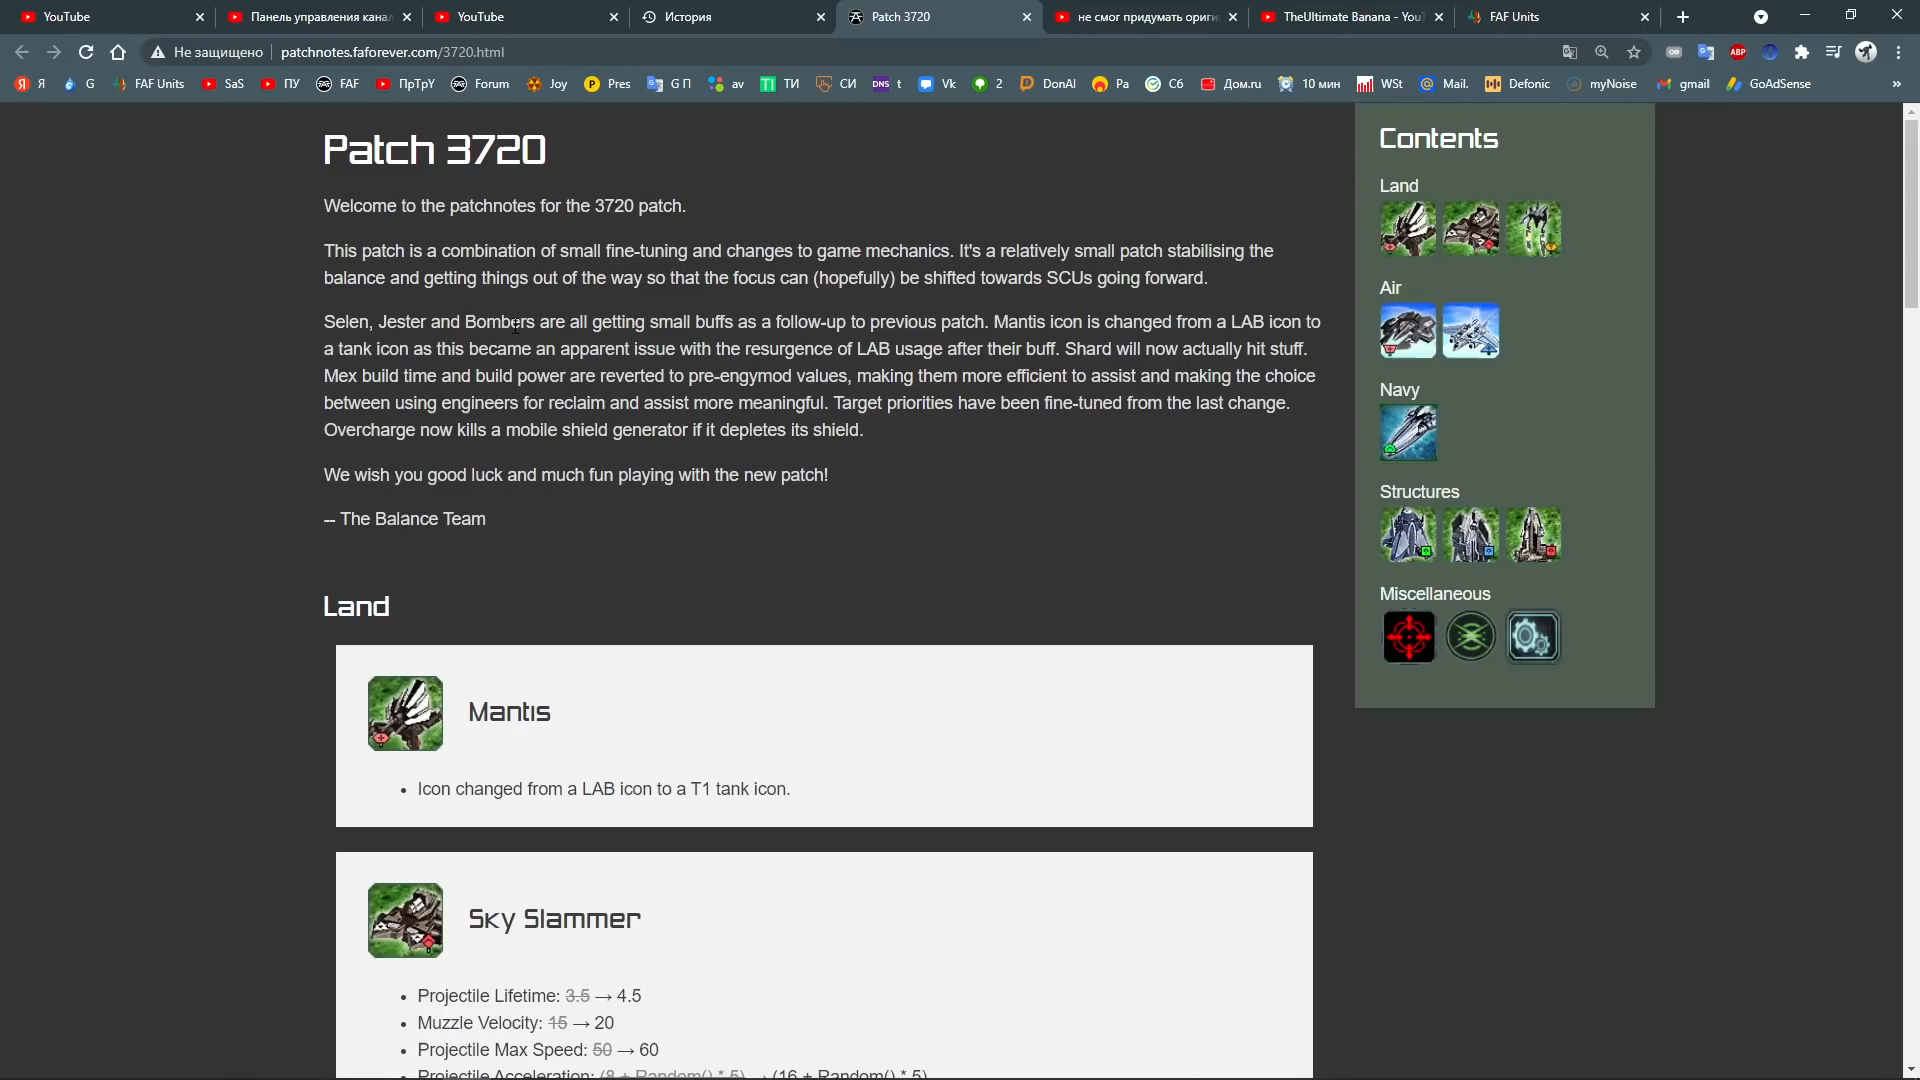 YouTube
Панель управления канал
YouTube
История
Patch 3720
не смог придумать ориги
TheUltimate Banana - YouT
FAF Units
Не защищено
patchnotes.faforever.com/3720.html
ABP
Я G FAF Units SaS ПУ FAF ПрТрУ Forum Joy Pres G П av ТИ СИ t Vk 2 DonAl Pa Сб Дом.ru 10 мин WSt Mail. Defonic myNoise gmail GoAdSense »
Patch 3720
Welcome to the patchnotes for the 3720 patch.
This patch is a combination of small fine-tuning and changes to game mechanics. It's a relatively small patch stabilising the
balance and getting things out of the way so that the focus can (hopefully) be shifted towards SCUs going forward.
Selen, Jester and Bombers are all getting small buffs as a follow-up to previous patch. Mantis icon is changed from a LAB icon to
a tank icon as this became an apparent issue with the resurgence of LAB usage after their buff. Shard will now actually hit stuff.
Mex build time and build power are reverted to pre-engymod values, making them more efficient to assist and making the choice
between using engineers for reclaim and assist more meaningful. Target priorities have been fine-tuned from the last change.
Overcharge now kills a mobile shield generator if it depletes its shield.
We wish you good luck and much fun playing with the new patch!
-- The Balance Team
Land
Mantis
• Icon changed from a LAB icon to a T1 tank icon.
Sky Slammer
• Projectile Lifetime: 3.5 → 4.5
• Muzzle Velocity: 15 → 20
• Projectile Max Speed: 50 → 60
• Projectile Acceleration: (8 + Random() * 5) → (16 + Random() * 5)
Contents
Land
Air
Navy
Structures
Miscellaneous